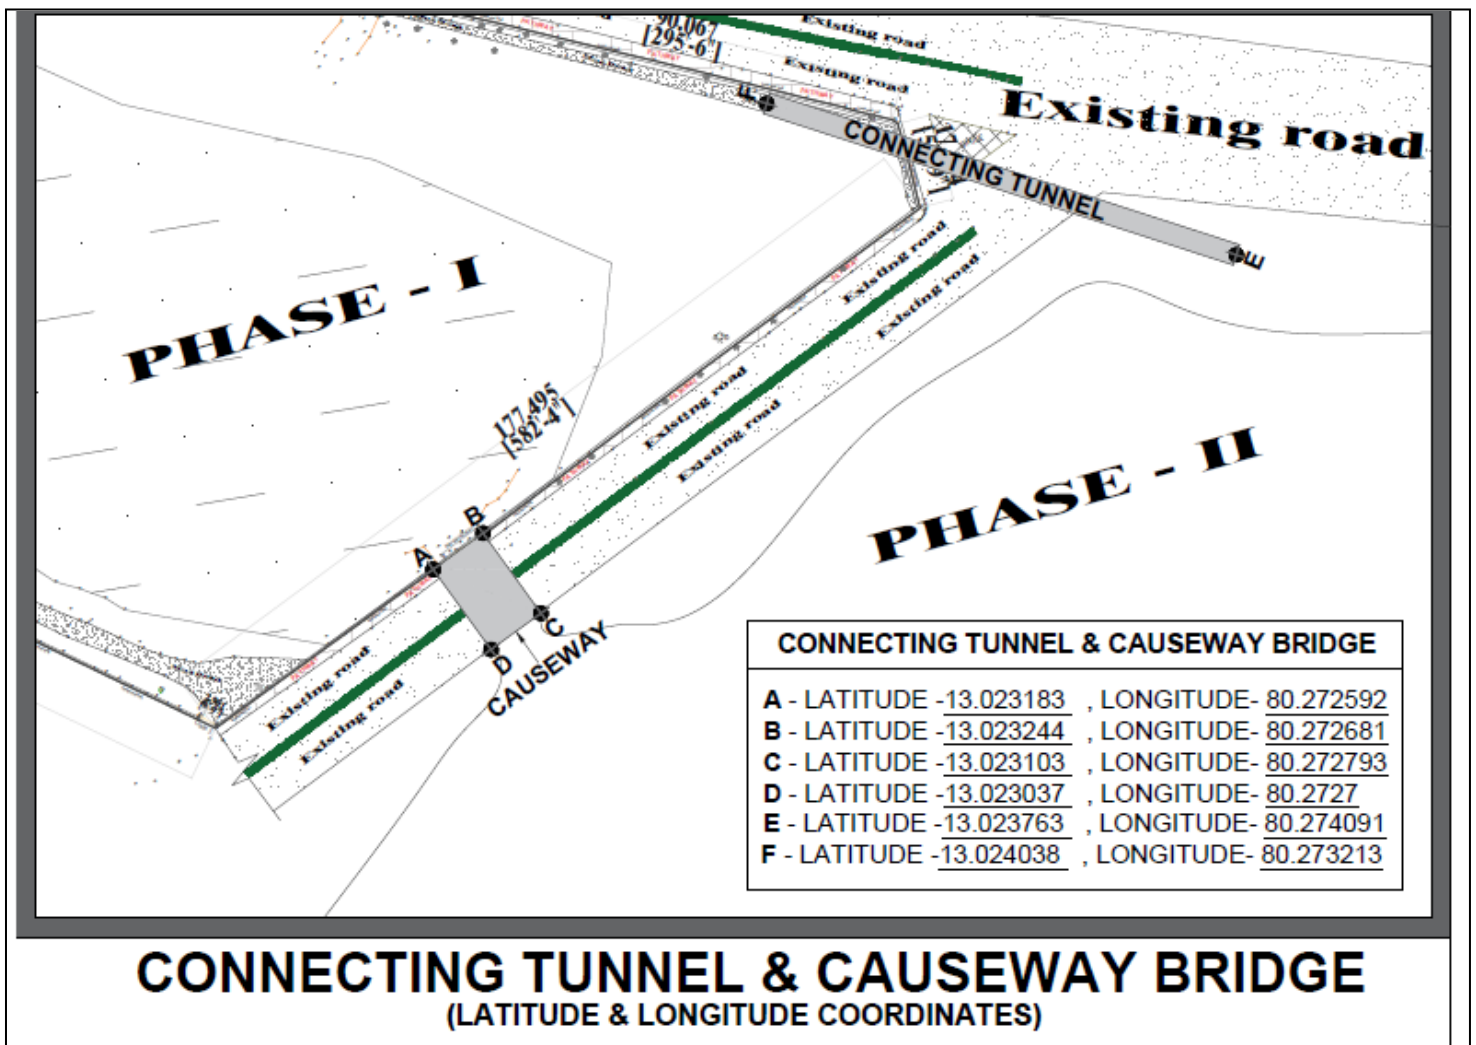 Existing road
90.067
[295'-6"]
Existing road
Existing road
F
CONNECTING TUNNEL
E
PHASE - I
Existing road
Existing road
177.495
[582'-4"]
Existing road
Existing road
PHASE - II
B
A
C
D
CAUSEWAY
Existing road
Existing road
CONNECTING TUNNEL & CAUSEWAY BRIDGE
A - LATITUDE -13.023183 , LONGITUDE- 80.272592
B - LATITUDE -13.023244 , LONGITUDE- 80.272681
C - LATITUDE -13.023103 , LONGITUDE- 80.272793
D - LATITUDE -13.023037 , LONGITUDE- 80.2727
E - LATITUDE -13.023763 , LONGITUDE- 80.274091
F - LATITUDE -13.024038 , LONGITUDE- 80.273213
CONNECTING TUNNEL & CAUSEWAY BRIDGE
(LATITUDE & LONGITUDE COORDINATES)